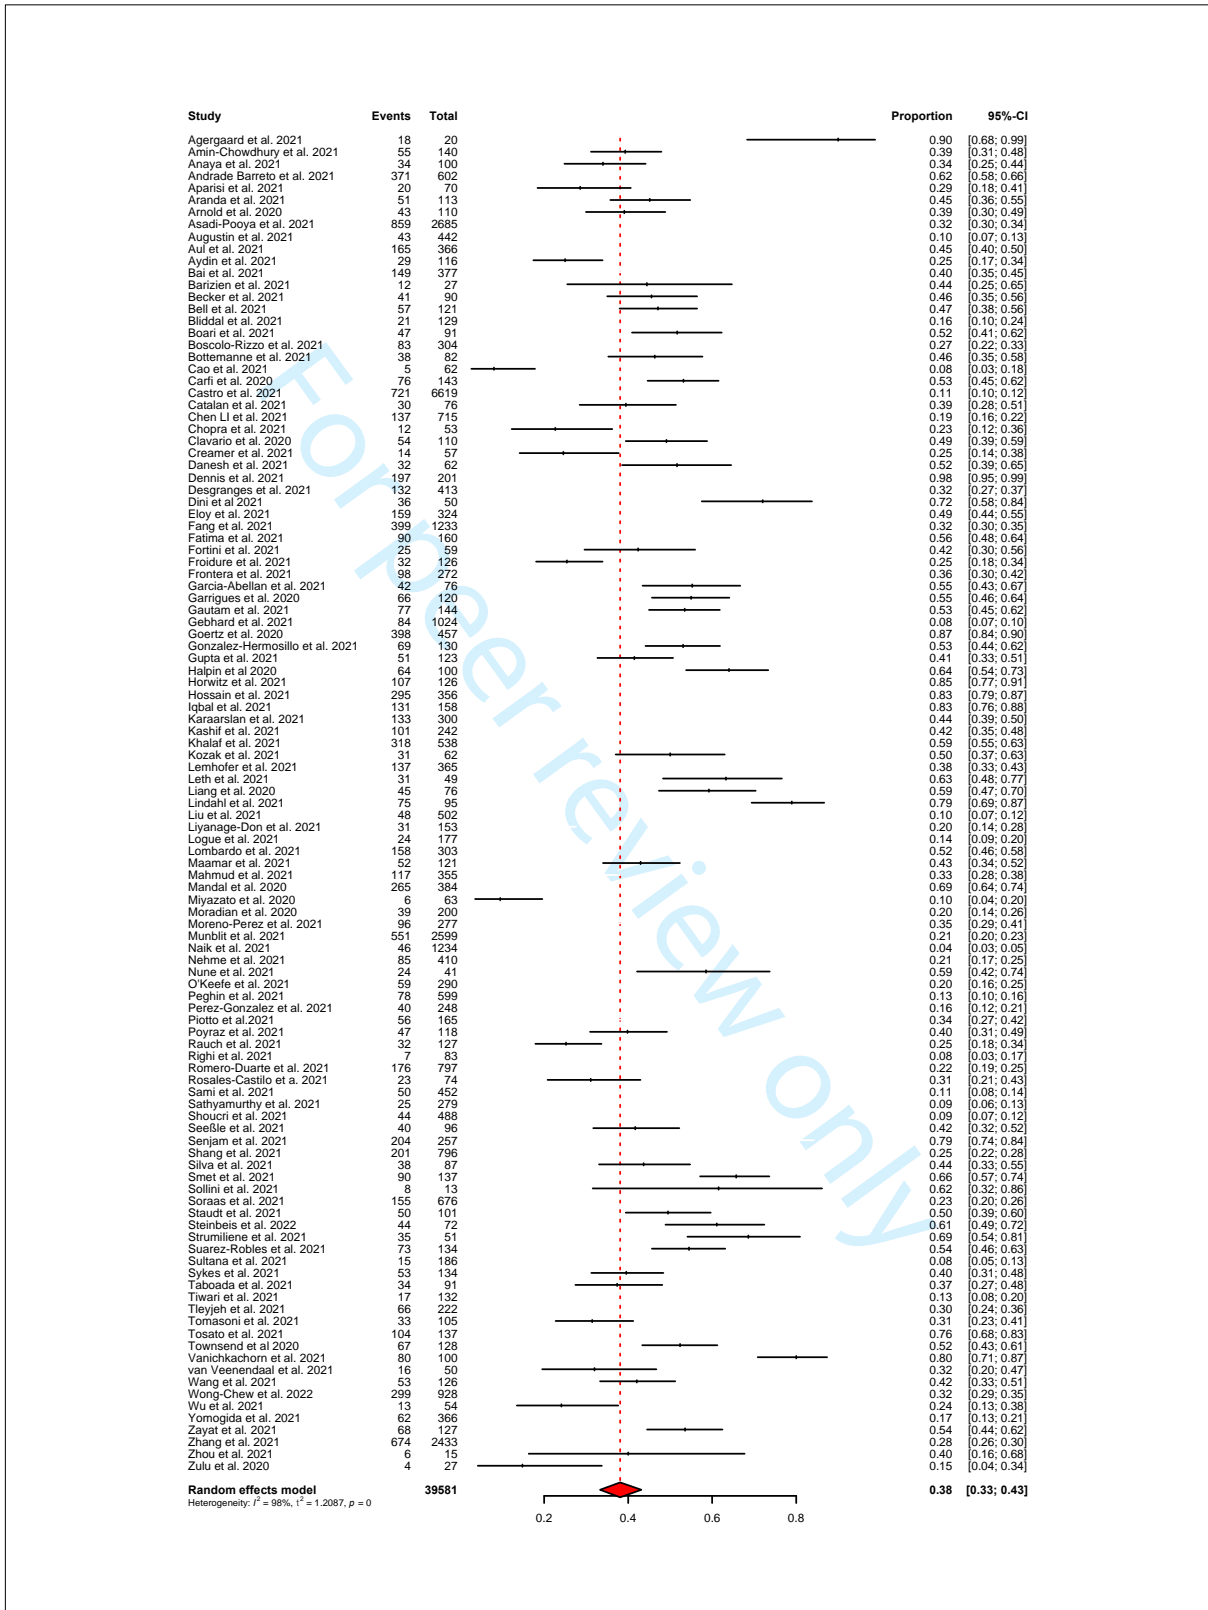 Study Events Total Proportion 95%-CI
Agergaard et al. 2021 18 20 0.90 [0.68; 0.99]
Amin-Chowdhury et al. 2021 55 140 0.39 [0.31; 0.48]
Anaya et al. 2021 34 100 0.34 [0.25; 0.44]
Andrade Barreto et al. 2021 371 602 0.62 [0.58; 0.66]
Aparisi et al. 2021 20 70 0.29 [0.18; 0.41]
Aranda et al. 2021 51 113 0.45 [0.36; 0.55]
Arnold et al. 2020 43 110 0.39 [0.30; 0.49]
Asadi-Pooya et al. 2021 859 2685 0.32 [0.30; 0.34]
Augustin et al. 2021 43 442 0.10 [0.07; 0.13]
Aul et al. 2021 165 366 0.45 [0.40; 0.50]
Aydin et al. 2021 29 116 0.25 [0.17; 0.34]
Bai et al. 2021 149 377 0.40 [0.35; 0.45]
Barizien et al. 2021 12 27 0.44 [0.25; 0.65]
Becker et al. 2021 41 90 0.46 [0.35; 0.56]
Bell et al. 2021 57 121 0.47 [0.38; 0.56]
Bliddal et al. 2021 21 129 0.16 [0.10; 0.24]
Boari et al. 2021 47 91 0.52 [0.41; 0.62]
Boscolo-Rizzo et al. 2021 83 304 0.27 [0.22; 0.33]
Bottemanne et al. 2021 38 82 0.46 [0.35; 0.58]
Cao et al. 2021 5 62 0.08 [0.03; 0.18]
Carfi et al. 2020 76 143 0.53 [0.45; 0.62]
Castro et al. 2021 721 6619 0.11 [0.10; 0.12]
Catalan et al. 2021 30 76 0.39 [0.28; 0.51]
Chen LI et al. 2021 137 715 0.19 [0.16; 0.22]
Chopra et al. 2021 12 53 0.23 [0.12; 0.36]
Clavario et al. 2020 54 110 0.49 [0.39; 0.59]
Creamer et al. 2021 14 57 0.25 [0.14; 0.38]
Danesh et al. 2021 32 62 0.52 [0.39; 0.65]
Dennis et al. 2021 197 201 0.98 [0.95; 0.99]
Desgranges et al. 2021 132 413 0.32 [0.27; 0.37]
Dini et al 2021 36 50 0.72 [0.58; 0.84]
Eloy et al. 2021 159 324 0.49 [0.44; 0.55]
Fang et al. 2021 399 1233 0.32 [0.30; 0.35]
Fatima et al. 2021 90 160 0.56 [0.48; 0.64]
Fortini et al. 2021 25 59 0.42 [0.30; 0.56]
Froidure et al. 2021 32 126 0.25 [0.18; 0.34]
Frontera et al. 2021 98 272 0.36 [0.30; 0.42]
Garcia-Abellan et al. 2021 42 76 0.55 [0.43; 0.67]
Garrigues et al. 2020 66 120 0.55 [0.46; 0.64]
Gautam et al. 2021 77 144 0.53 [0.45; 0.62]
Gebhard et al. 2021 84 1024 0.08 [0.07; 0.10]
Goertz et al. 2020 398 457 0.87 [0.84; 0.90]
Gonzalez-Hermosillo et al. 2021 69 130 0.53 [0.44; 0.62]
Gupta et al. 2021 51 123 0.41 [0.33; 0.51]
Halpin et al 2020 64 100 0.64 [0.54; 0.73]
Horwitz et al. 2021 107 126 0.85 [0.77; 0.91]
Hossain et al. 2021 295 356 0.83 [0.79; 0.87]
Iqbal et al. 2021 131 158 0.83 [0.76; 0.88]
Karaarslan et al. 2021 133 300 0.44 [0.39; 0.50]
Kashif et al. 2021 101 242 0.42 [0.35; 0.48]
Khalaf et al. 2021 318 538 0.59 [0.55; 0.63]
Kozak et al. 2021 31 62 0.50 [0.37; 0.63]
Lemhofer et al. 2021 137 365 0.38 [0.33; 0.43]
Leth et al. 2021 31 49 0.63 [0.48; 0.77]
Liang et al. 2020 45 76 0.59 [0.47; 0.70]
Lindahl et al. 2021 75 95 0.79 [0.69; 0.87]
Liu et al. 2021 48 502 0.10 [0.07; 0.12]
Liyanage-Don et al. 2021 31 153 0.20 [0.14; 0.28]
Logue et al. 2021 24 177 0.14 [0.09; 0.20]
Lombardo et al. 2021 158 303 0.52 [0.46; 0.58]
Maamar et al. 2021 52 121 0.43 [0.34; 0.52]
Mahmud et al. 2021 117 355 0.33 [0.28; 0.38]
Mandal et al. 2020 265 384 0.69 [0.64; 0.74]
Miyazato et al. 2020 6 63 0.10 [0.04; 0.20]
Moradian et al. 2020 39 200 0.20 [0.14; 0.26]
Moreno-Perez et al. 2021 96 277 0.35 [0.29; 0.41]
Munblit et al. 2021 551 2599 0.21 [0.20; 0.23]
Naik et al. 2021 46 1234 0.04 [0.03; 0.05]
Nehme et al. 2021 85 410 0.21 [0.17; 0.25]
Nune et al. 2021 24 41 0.59 [0.42; 0.74]
O'Keefe et al. 2021 59 290 0.20 [0.16; 0.25]
Peghin et al. 2021 78 599 0.13 [0.10; 0.16]
Perez-Gonzalez et al. 2021 40 248 0.16 [0.12; 0.21]
Piotto et al.2021 56 165 0.34 [0.27; 0.42]
Poyraz et al. 2021 47 118 0.40 [0.31; 0.49]
Rauch et al. 2021 32 127 0.25 [0.18; 0.34]
Righi et al. 2021 7 83 0.08 [0.03; 0.17]
Romero-Duarte et al. 2021 176 797 0.22 [0.19; 0.25]
Rosales-Castilo et a. 2021 23 74 0.31 [0.21; 0.43]
Sami et al. 2021 50 452 0.11 [0.08; 0.14]
Sathyamurthy et al. 2021 25 279 0.09 [0.06; 0.13]
Shoucri et al. 2021 44 488 0.09 [0.07; 0.12]
Seeßle et al. 2021 40 96 0.42 [0.32; 0.52]
Senjam et al. 2021 204 257 0.79 [0.74; 0.84]
Shang et al. 2021 201 796 0.25 [0.22; 0.28]
Silva et al. 2021 38 87 0.44 [0.33; 0.55]
Smet et al. 2021 90 137 0.66 [0.57; 0.74]
Sollini et al. 2021 8 13 0.62 [0.32; 0.86]
Soraas et al. 2021 155 676 0.23 [0.20; 0.26]
Staudt et al. 2021 50 101 0.50 [0.39; 0.60]
Steinbeis et al. 2022 44 72 0.61 [0.49; 0.72]
Strumiliene et al. 2021 35 51 0.69 [0.54; 0.81]
Suarez-Robles et al. 2021 73 134 0.54 [0.46; 0.63]
Sultana et al. 2021 15 186 0.08 [0.05; 0.13]
Sykes et al. 2021 53 134 0.40 [0.31; 0.48]
Taboada et al. 2021 34 91 0.37 [0.27; 0.48]
Tiwari et al. 2021 17 132 0.13 [0.08; 0.20]
Tleyjeh et al. 2021 66 222 0.30 [0.24; 0.36]
Tomasoni et al. 2021 33 105 0.31 [0.23; 0.41]
Tosato et al. 2021 104 137 0.76 [0.68; 0.83]
Townsend et al 2020 67 128 0.52 [0.43; 0.61]
Vanichkachorn et al. 2021 80 100 0.80 [0.71; 0.87]
van Veenendaal et al. 2021 16 50 0.32 [0.20; 0.47]
Wang et al. 2021 53 126 0.42 [0.33; 0.51]
Wong-Chew et al. 2022 299 928 0.32 [0.29; 0.35]
Wu et al. 2021 13 54 0.24 [0.13; 0.38]
Yomogida et al. 2021 62 366 0.17 [0.13; 0.21]
Zayat et al. 2021 68 127 0.54 [0.44; 0.62]
Zhang et al. 2021 674 2433 0.28 [0.26; 0.30]
Zhou et al. 2021 6 15 0.40 [0.16; 0.68]
Zulu et al. 2020 4 27 0.15 [0.04; 0.34]
Random effects model 39581 0.38 [0.33; 0.43]
Heterogeneity: I² = 98%, τ² = 1.2087, p = 0
0.2 0.4 0.6 0.8
For peer review only